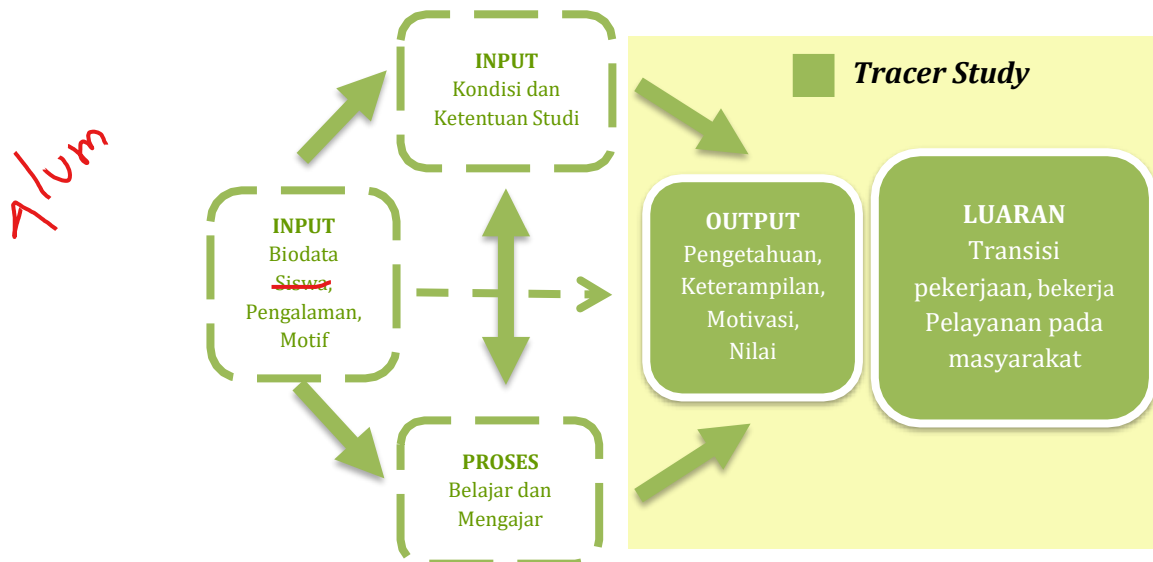 INPUT
Kondisi dan
Ketentuan Studi
Tracer Study
INPUT
Biodata
Siswa,
Pengalaman,
Motif
OUTPUT
Pengetahuan,
Keterampilan,
Motivasi,
Nilai
LUARAN
Transisi
pekerjaan, bekerja
Pelayanan pada
masyarakat
PROSES
Belajar dan
Mengajar